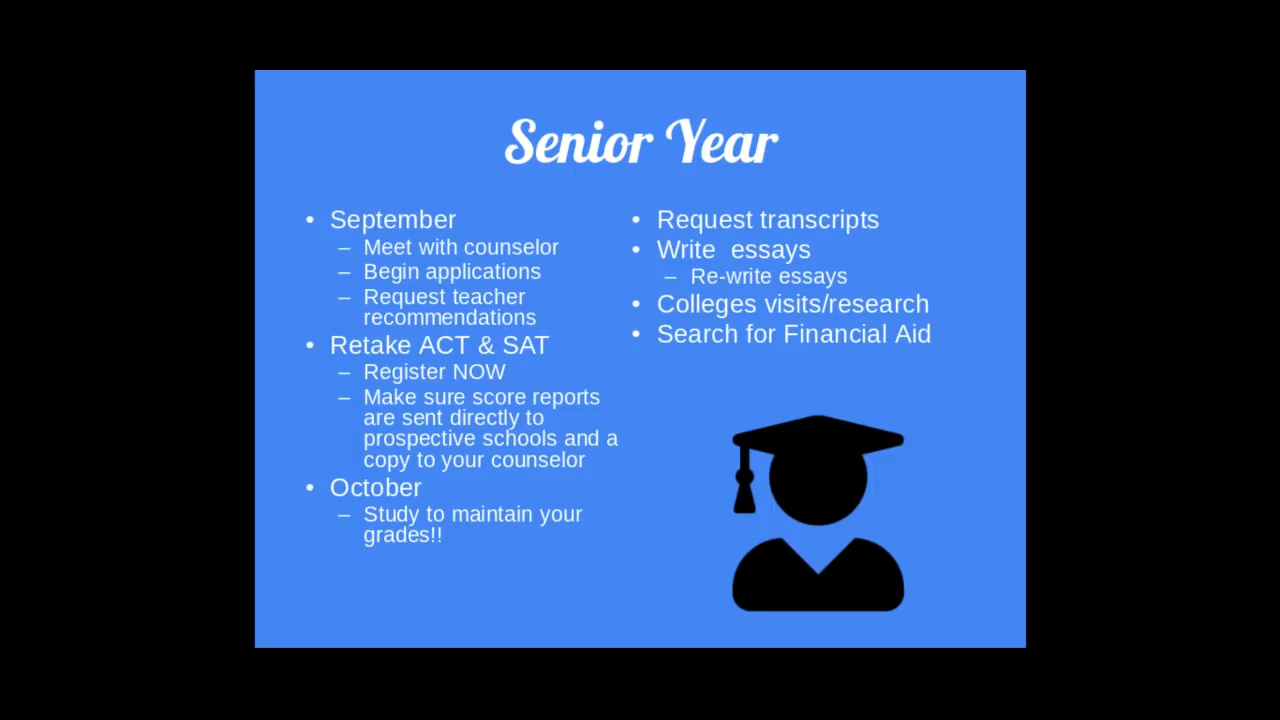 Senior Year
• September
– Meet with counselor
– Begin applications
– Request teacher
recommendations
• Retake ACT & SAT
– Register NOW
– Make sure score reports
are sent directly to
prospective schools and a
copy to your counselor
• October
– Study to maintain your
grades!!
• Request transcripts
• Write  essays
– Re-write essays
• Colleges visits/research
• Search for Financial Aid